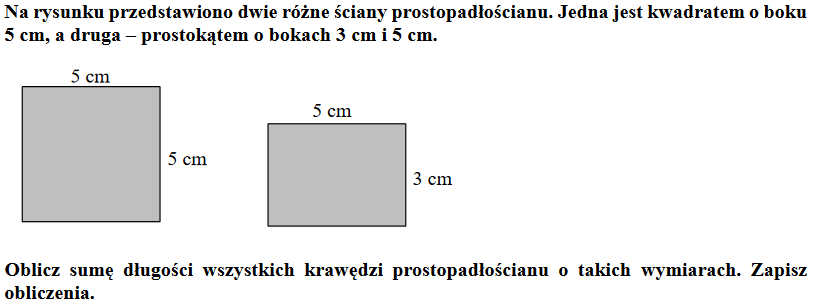 Na rysunku przedstawiono dwie różne ściany prostopadłościanu. Jedna jest kwadratem o boku
5 cm, a druga – prostokątem o bokach 3 cm i 5 cm.
5 cm
5 cm
5 cm
3 cm
Oblicz sumę długości wszystkich krawędzi prostopadłościanu o takich wymiarach. Zapisz
obliczenia.